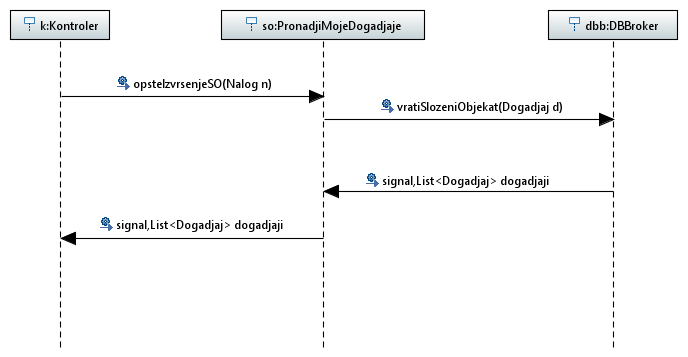 k:Kontroler
so:PronadjiMojeDogadjaje
dbb:DBBroker
opsteIzvrsenjeSO(Nalog n)
vratiSlozeniObjekat(Dogadjaj d)
signal,List<Dogadjaj> dogadjaji
signal,List<Dogadjaj> dogadjaji